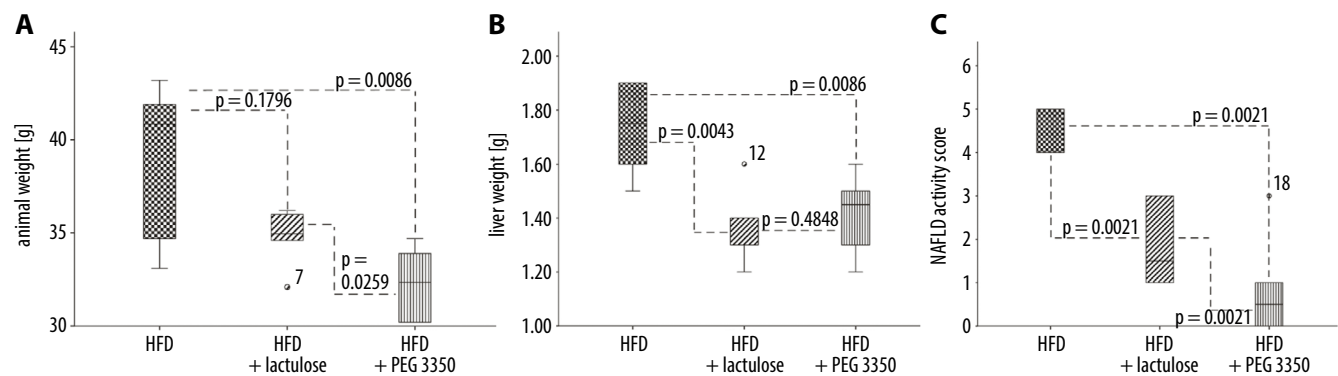 A
animal weight [g]
45
40
35
30
p = 0.0086
p = 0.1796
p =
0.0259
7
HFD
HFD
+ lactulose
HFD
+ PEG 3350
B
liver weight [g]
2.00
1.80
1.60
1.40
1.20
1.00
p = 0.0086
p = 0.0043
12
p = 0.4848
HFD
HFD
+ lactulose
HFD
+ PEG 3350
C
NAFLD activity score
6
5
4
3
2
1
0
p = 0.0021
18
p = 0.0021
p = 0.0021
HFD
HFD
+ lactulose
HFD
+ PEG 3350